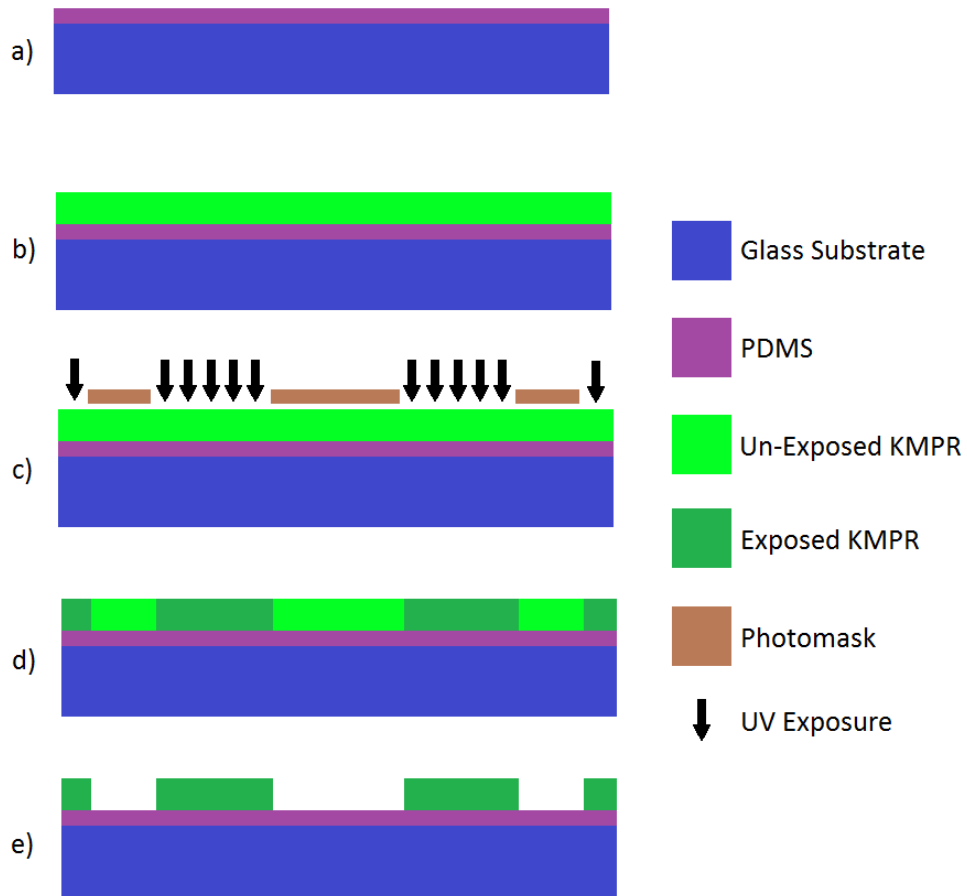 a)
b)
c)
d)
e)
Glass Substrate
PDMS
Un-Exposed KMPR
Exposed KMPR
Photomask
UV Exposure